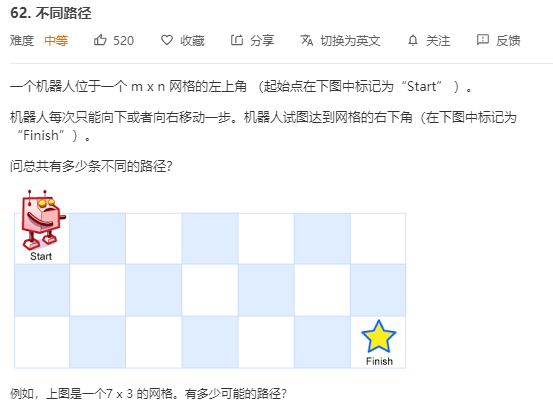 62. 不同路径
难度 中等 520 收藏 分享 切换为英文 关注 反馈
一个机器人位于一个 m x n 网格的左上角 （起始点在下图中标记为“Start” ）。
机器人每次只能向下或者向右移动一步。机器人试图达到网格的右下角（在下图中标记为
“Finish”）。
问总共有多少条不同的路径？
Start
Finish
例如，上图是一个7 x 3 的网格。有多少可能的路径？